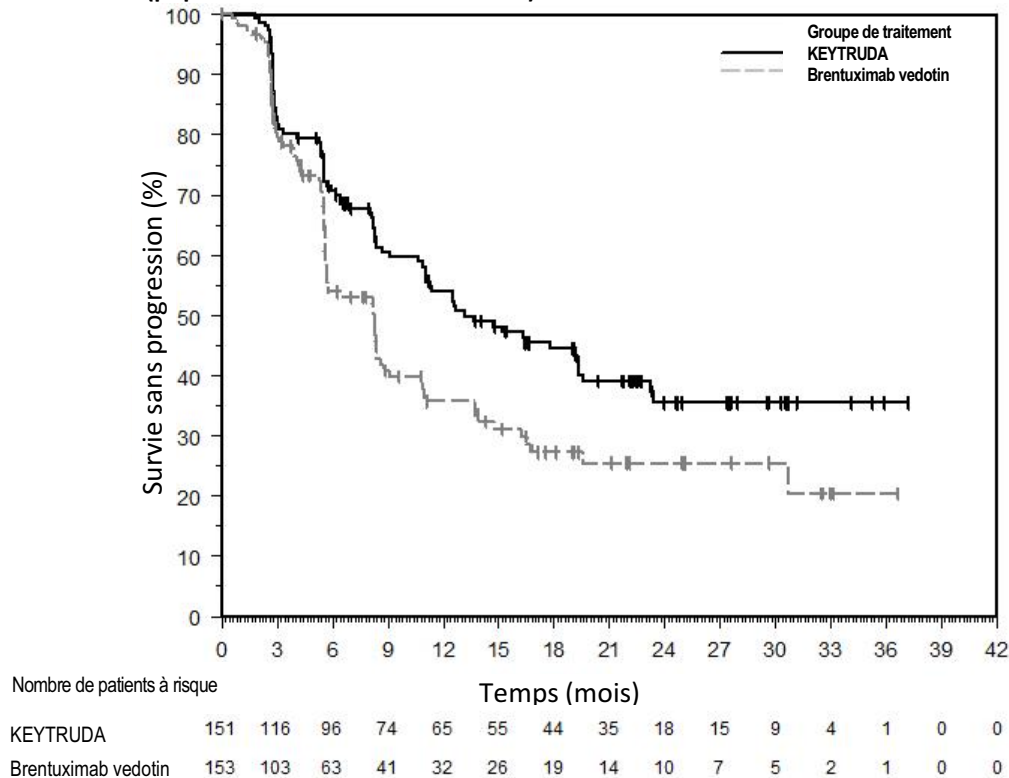 100
90
80
70
60
50
40
30
20
10
0
Survie sans progression (%)
Groupe de traitement
KEYTRUDA
Brentuximab vedotin
0 3 6 9 12 15 18 21 24 27 30 33 36 39 42
Temps (mois)
Nombre de patients à risque
KEYTRUDA 151 116 96 74 65 55 44 35 18 15 9 4 1 0 0
Brentuximab vedotin 153 103 63 41 32 26 19 14 10 7 5 2 1 0 0